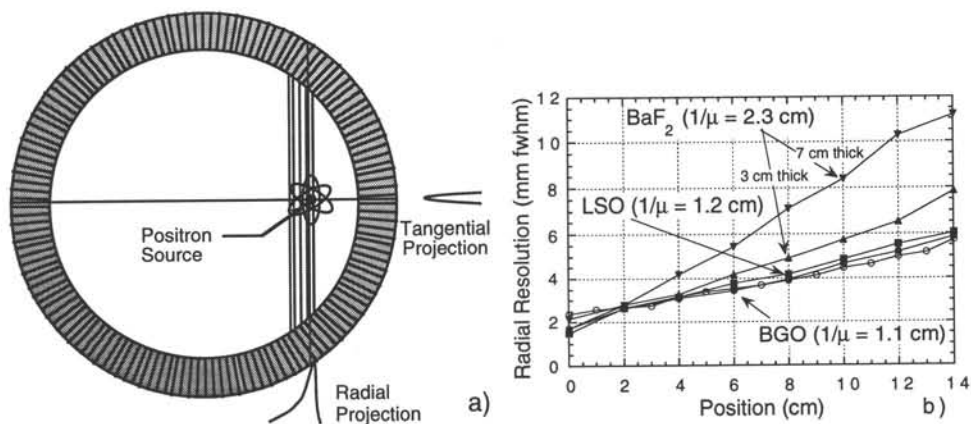 Positron
Source
Tangential
Projection
Radial
Projection
a)
Radial Resolution (mm fwhm)
12
10
8
6
4
2
0
BaF₂ (1/μ = 2.3 cm)
7 cm thick
3 cm thick
LSO (1/μ = 1.2 cm)
BGO (1/μ = 1.1 cm)
0 2 4 6 8 10 12 14
Position (cm)
b)